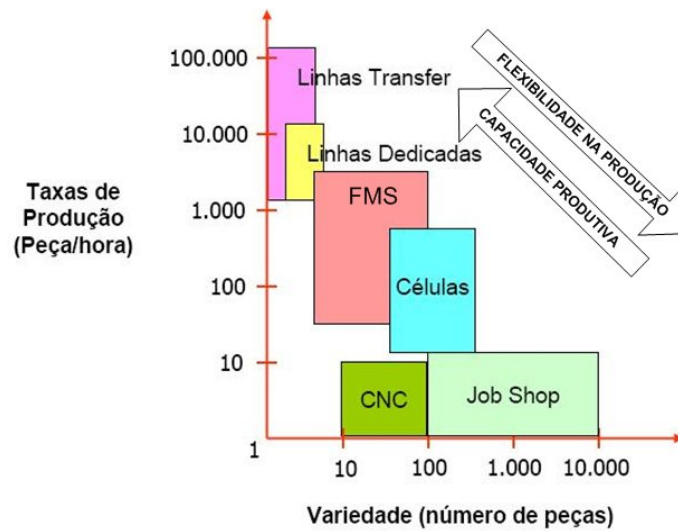 100.000
10.000
1.000
100
10
1
Taxas de
Produção
(Peça/hora)
Linhas Transfer
Linhas Dedicadas
FMS
Células
CNC
Job Shop
FLEXIBILIDADE NA PRODUÇÃO
CAPACIDADE PRODUTIVA
10
100
1.000
10.000
Variedade (número de peças)